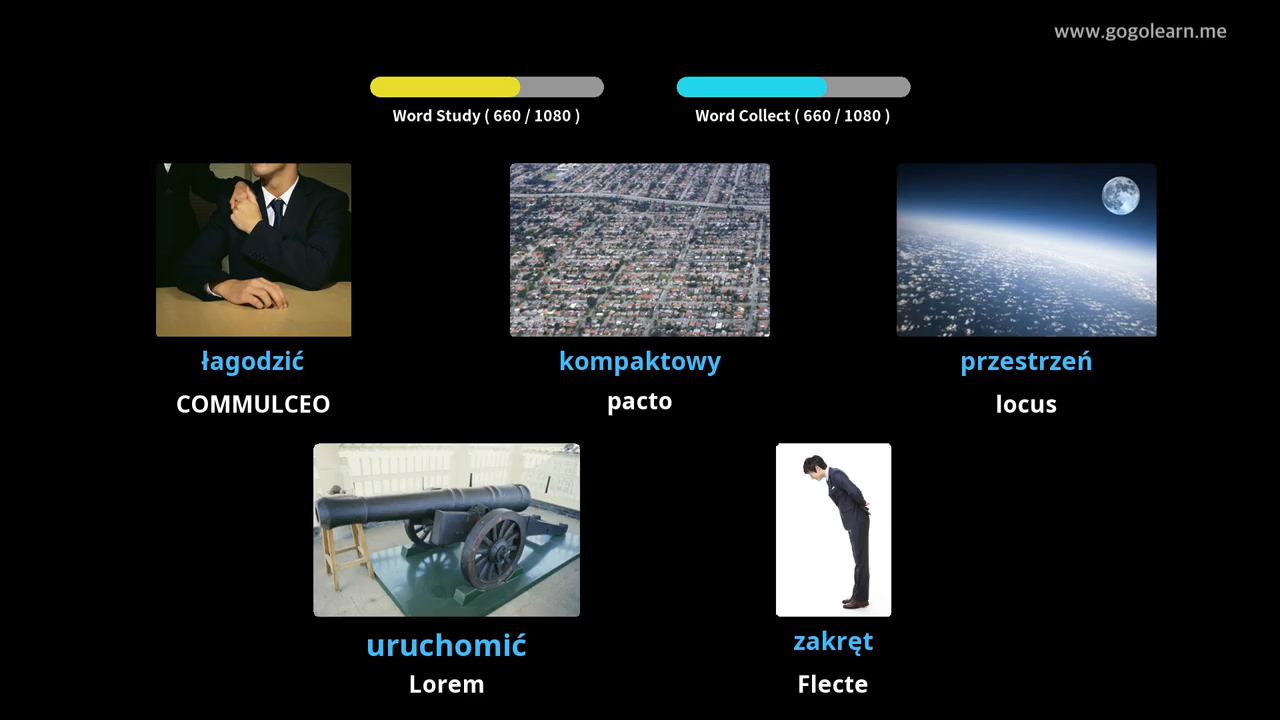 www.gogolearn.me
Word Study ( 660 / 1080 )
Word Collect ( 660 / 1080 )
łagodzić
kompaktowy
przestrzeń
COMMULCEO
pacto
locus
uruchomić
zakręt
Lorem
Flecte